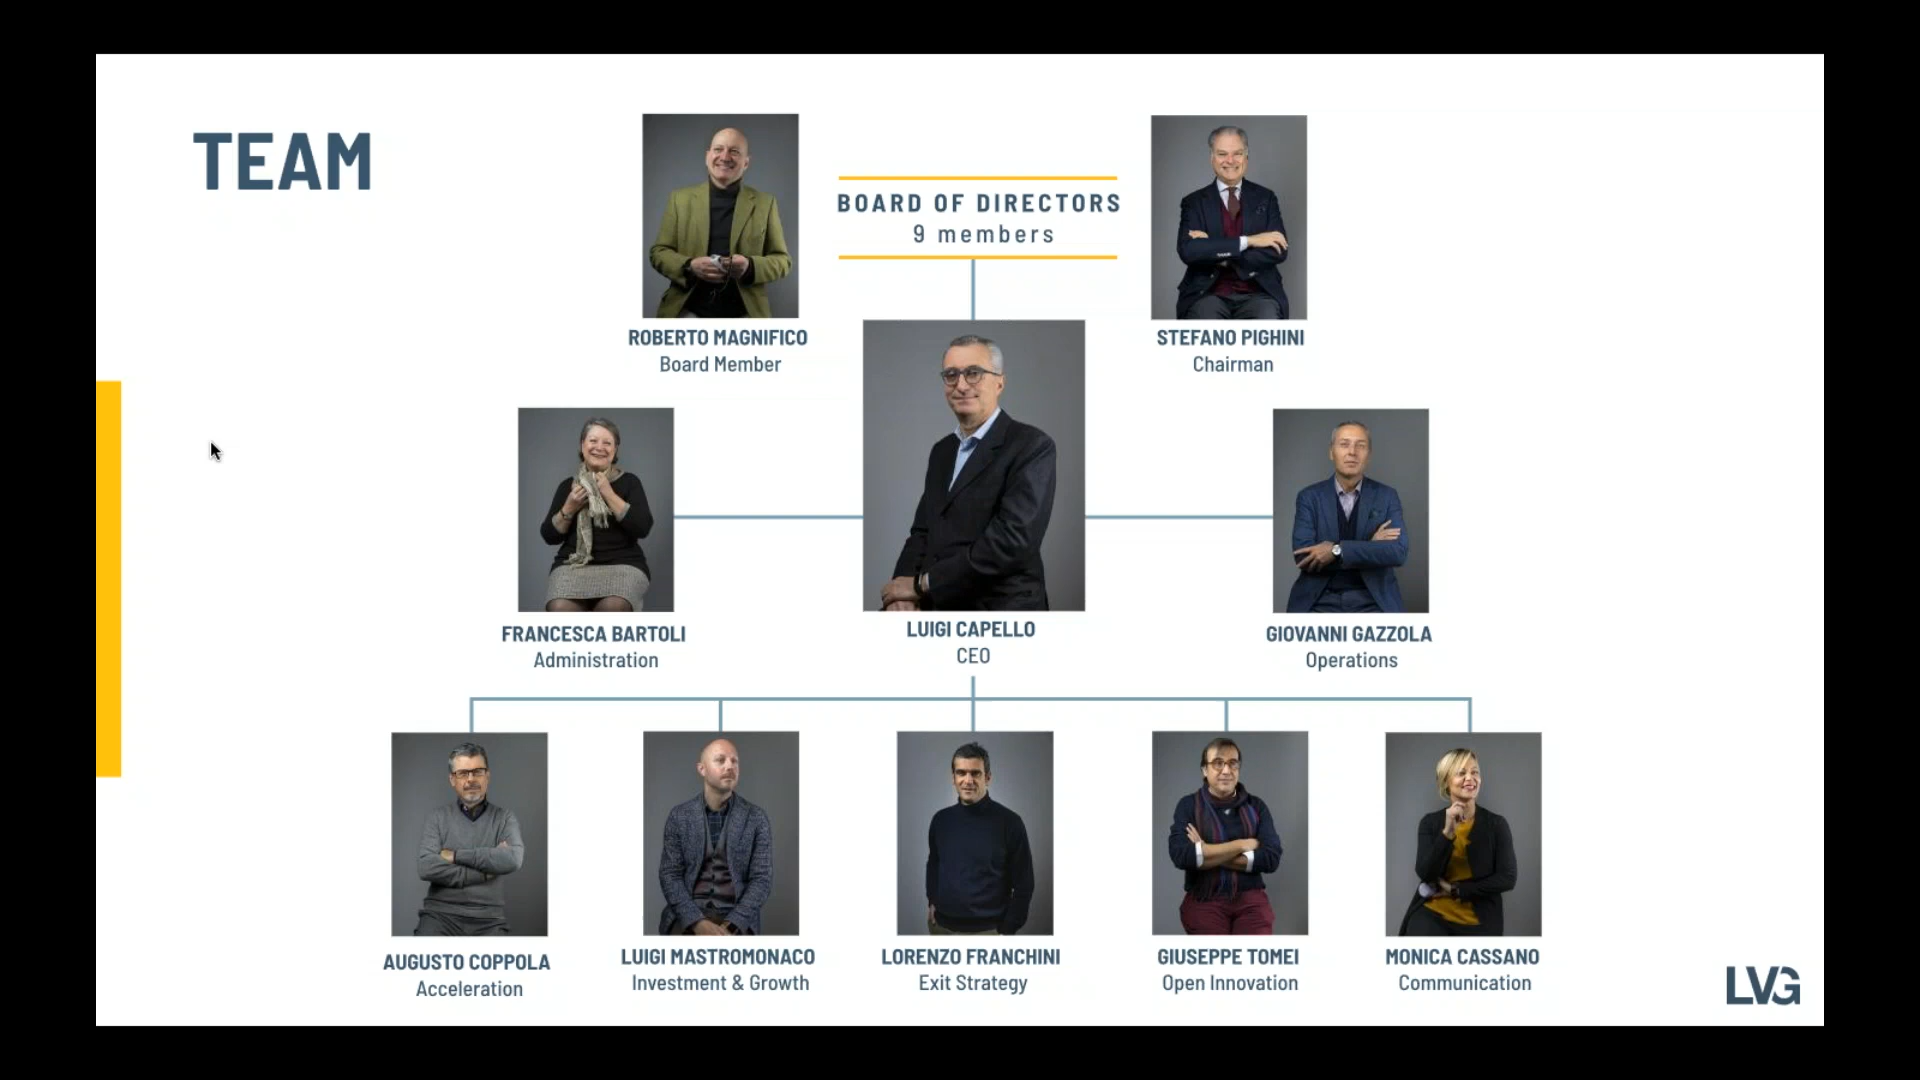 TEAM
BOARD OF DIRECTORS
9 members
ROBERTO MAGNIFICO
Board Member
STEFANO PIGHINI
Chairman
FRANCESCA BARTOLI
Administration
LUIGI CAPELLO
CEO
GIOVANNI GAZZOLA
Operations
AUGUSTO COPPOLA
Acceleration
LUIGI MASTROMONACO
Investment & Growth
LORENZO FRANCHINI
Exit Strategy
GIUSEPPE TOMEI
Open Innovation
MONICA CASSANO
Communication
LVG